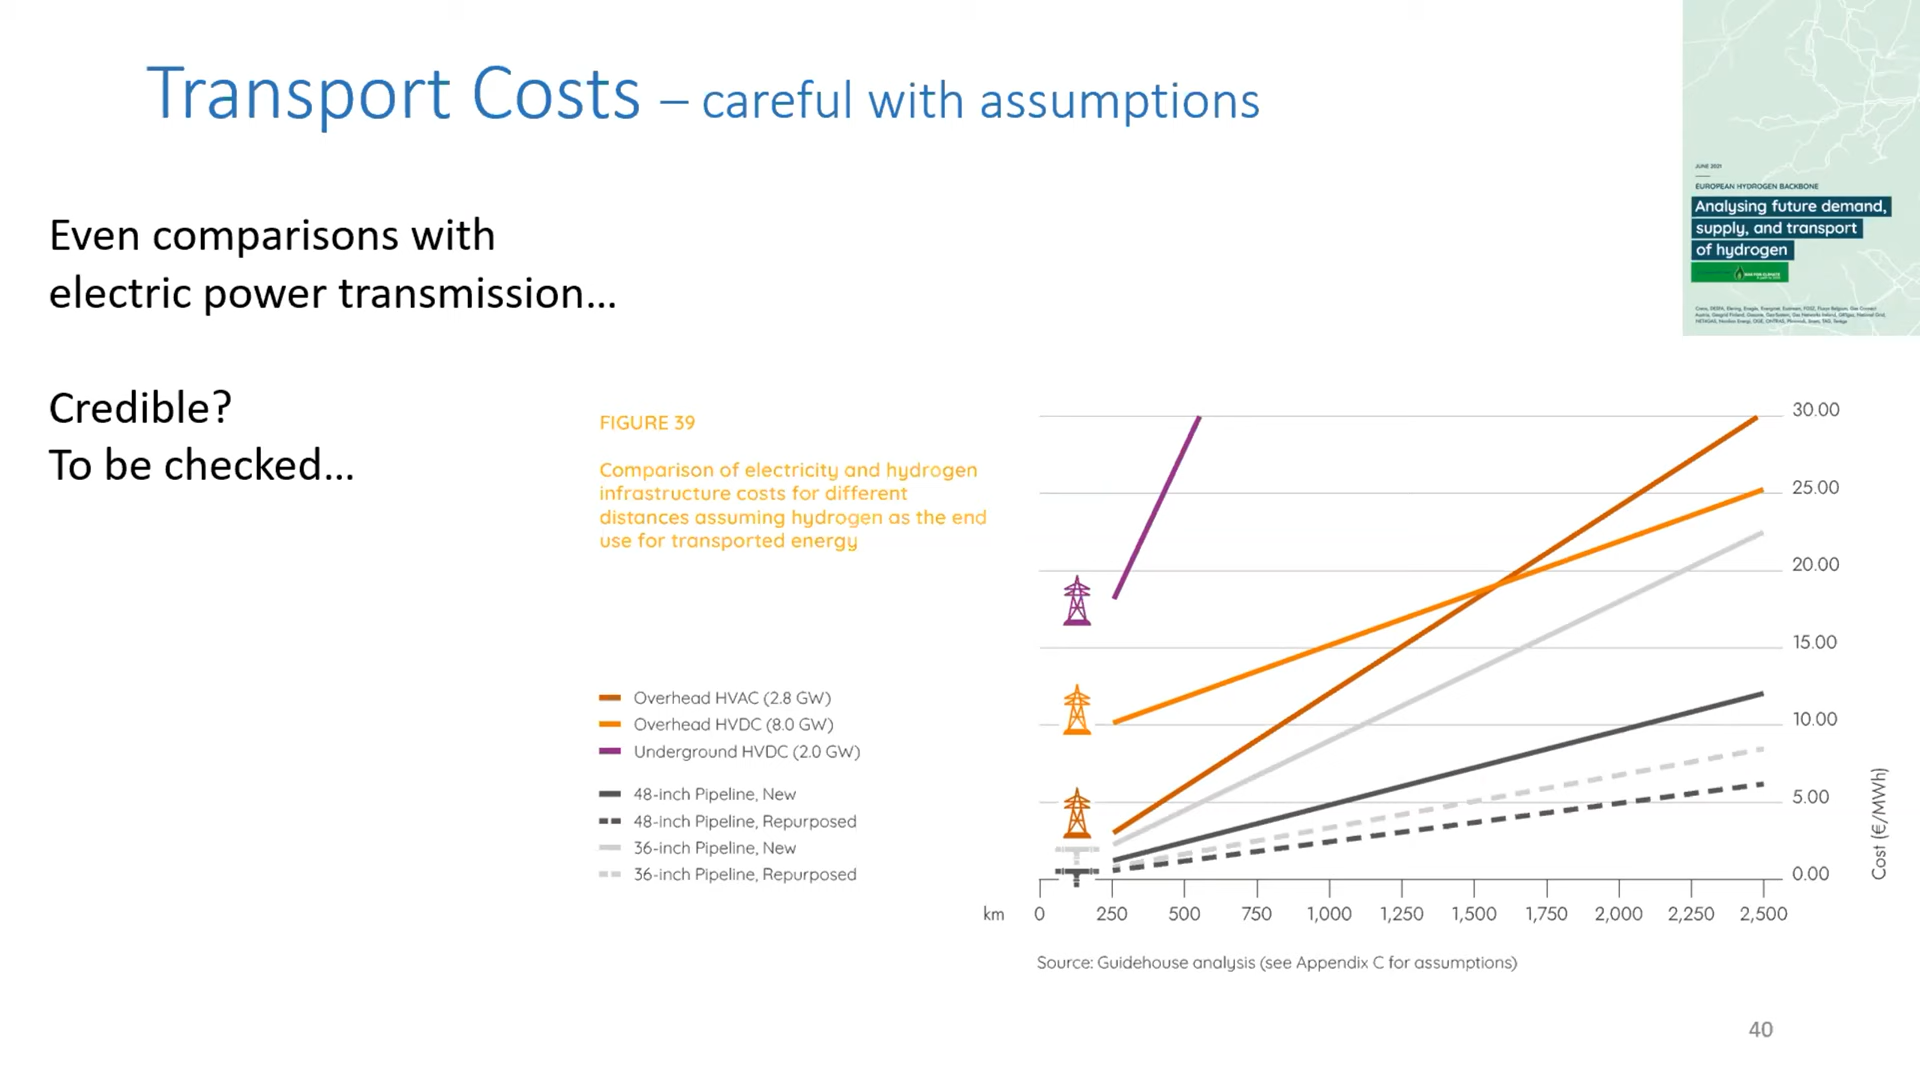 Transport Costs – careful with assumptions
JUNE 2021
EUROPEAN HYDROGEN BACKBONE
Analysing future demand,
supply, and transport
of hydrogen
Even comparisons with
electric power transmission...
Credible?
To be checked...
FIGURE 39
Comparison of electricity and hydrogen
infrastructure costs for different
distances assuming hydrogen as the end
use for transported energy
Overhead HVAC (2.8 GW)
Overhead HVDC (8.0 GW)
Underground HVDC (2.0 GW)
48-inch Pipeline, New
48-inch Pipeline, Repurposed
36-inch Pipeline, New
36-inch Pipeline, Repurposed
30.00
25.00
20.00
15.00
10.00
5.00
0.00
Cost (€/MWh)
km 0 250 500 750 1,000 1,250 1,500 1,750 2,000 2,250 2,500
Source: Guidehouse analysis (see Appendix C for assumptions)
40